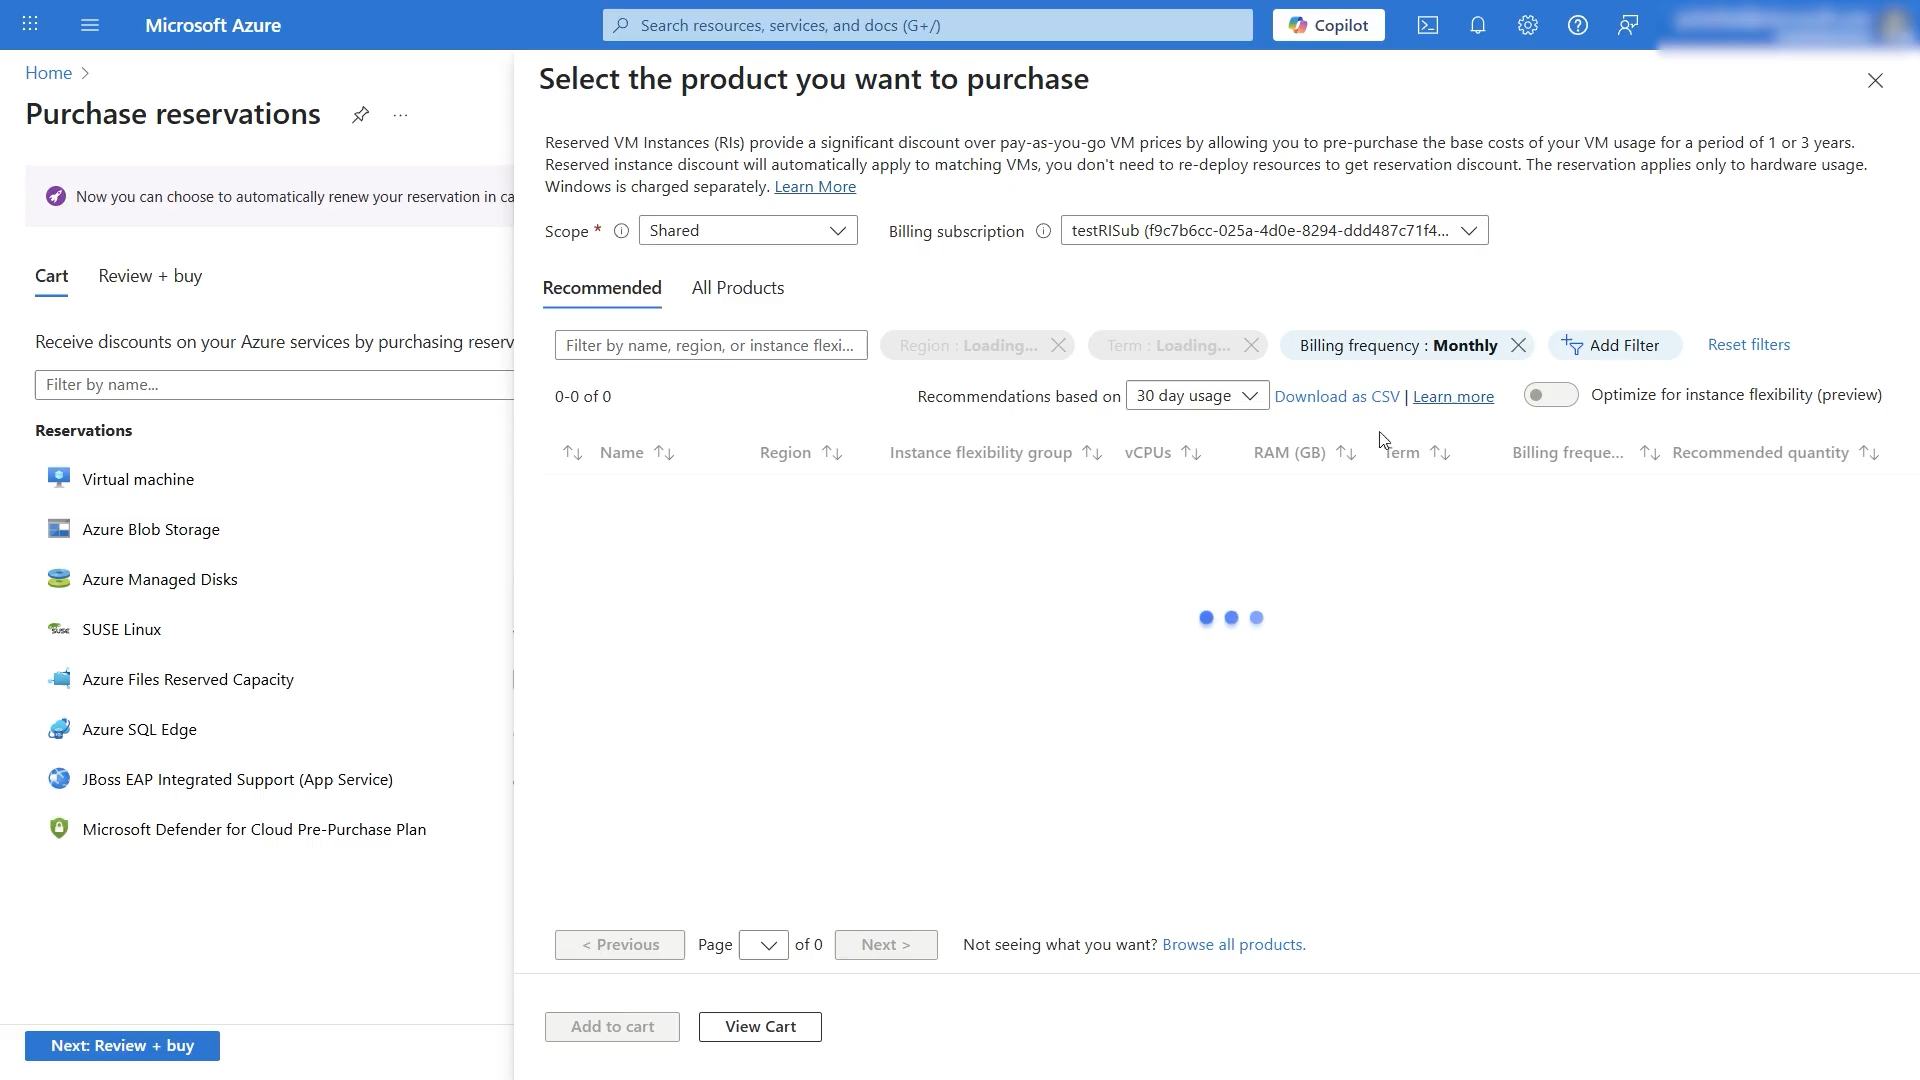 Microsoft Azure
Search resources, services, and docs (G+/)
Copilot
Home
Purchase reservations
Now you can choose to automatically renew your reservation in ca
Cart
Review + buy
Receive discounts on your Azure services by purchasing reserv
Filter by name...
Reservations
Virtual machine
Azure Blob Storage
Azure Managed Disks
SUSE
SUSE Linux
Azure Files Reserved Capacity
Azure SQL Edge
JBoss EAP Integrated Support (App Service)
Microsoft Defender for Cloud Pre-Purchase Plan
Next: Review + buy
Select the product you want to purchase
Reserved VM Instances (RIs) provide a significant discount over pay-as-you-go VM prices by allowing you to pre-purchase the base costs of your VM usage for a period of 1 or 3 years.
Reserved instance discount will automatically apply to matching VMs, you don't need to re-deploy resources to get reservation discount. The reservation applies only to hardware usage.
Windows is charged separately. Learn More
Scope * Shared
Billing subscription testRISub (f9c7b6cc-025a-4d0e-8294-ddd487c71f4...
Recommended
All Products
Filter by name, region, or instance flexi...
Region : Loading...
Term : Loading...
Billing frequency : Monthly
Add Filter
Reset filters
0-0 of 0
Recommendations based on 30 day usage Download as CSV | Learn more
Optimize for instance flexibility (preview)
Name Region Instance flexibility group vCPUs RAM (GB) Term Billing freque... Recommended quantity
< Previous Page of 0 Next > Not seeing what you want? Browse all products.
Add to cart
View Cart